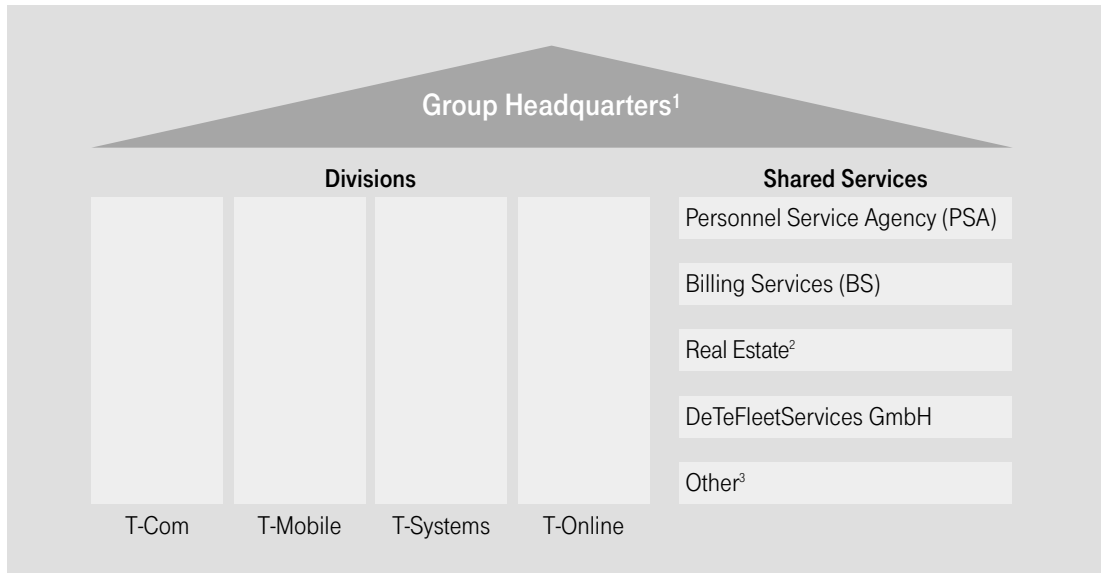 Group Headquarters¹
Divisions
Shared Services
Personnel Service Agency (PSA)
Billing Services (BS)
Real Estate²
DeTeFleetServices GmbH
Other³
T-Com
T-Mobile
T-Systems
T-Online